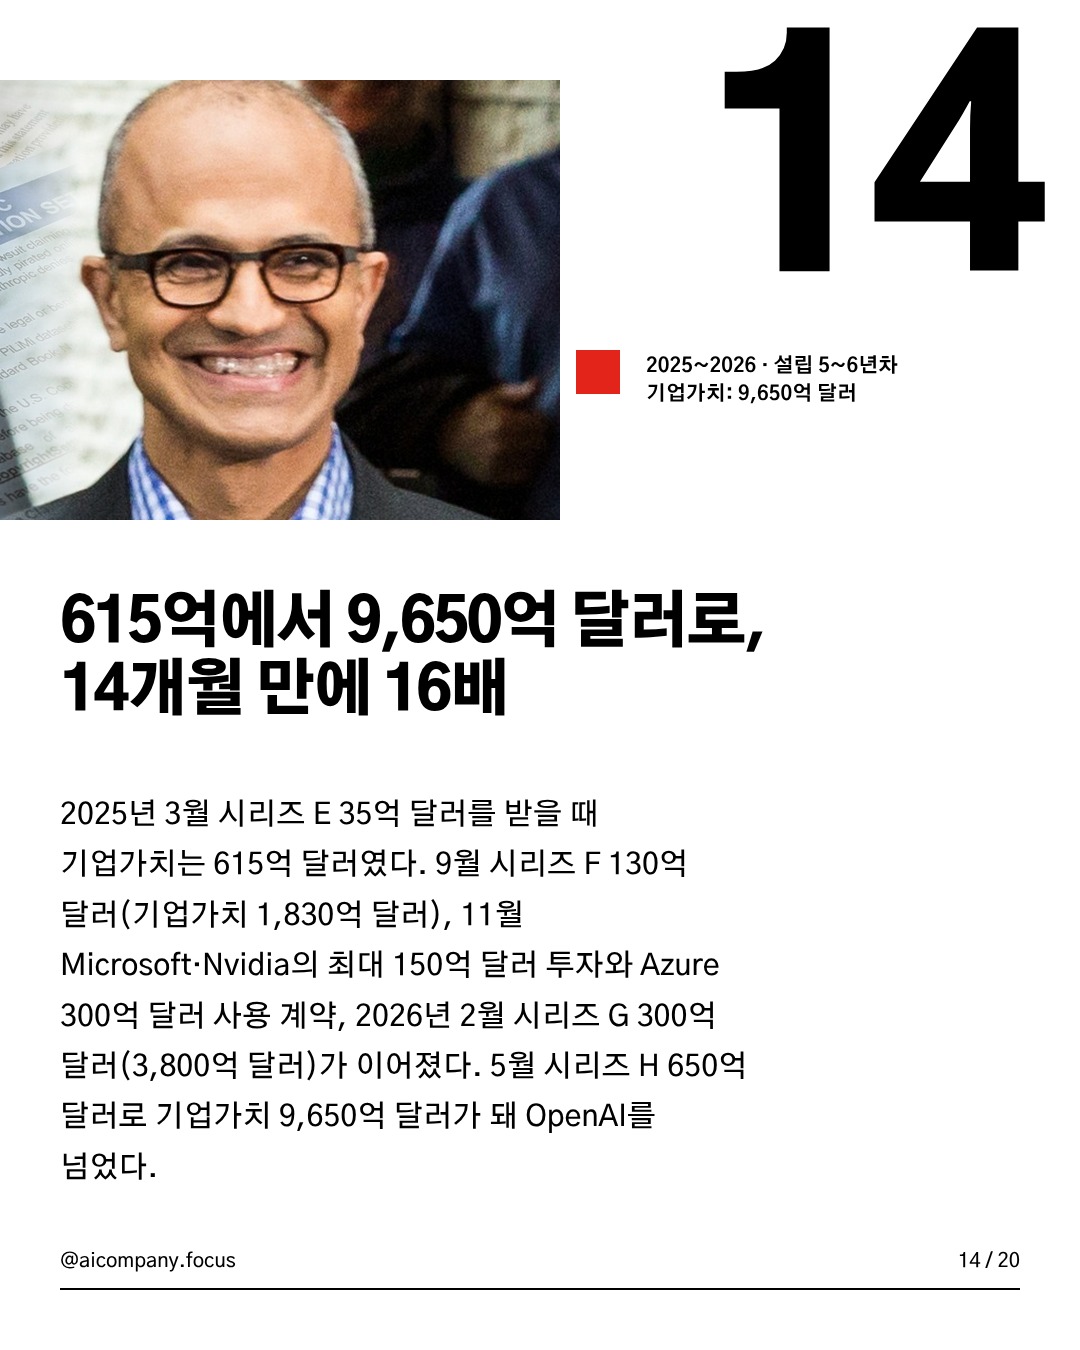 14
2025~2026 · 설립 5~6년차
기업가치: 9,650억 달러
615억에서 9,650억 달러로,
14개월 만에 16배
2025년 3월 시리즈 E 35억 달러를 받을 때
기업가치는 615억 달러였다. 9월 시리즈 F 130억
달러(기업가치 1,830억 달러), 11월
Microsoft·Nvidia의 최대 150억 달러 투자와 Azure
300억 달러 사용 계약, 2026년 2월 시리즈 G 300억
달러(3,800억 달러)가 이어졌다. 5월 시리즈 H 650억
달러로 기업가치 9,650억 달러가 돼 OpenAI를
넘었다.
@aicompany.focus
14 / 20